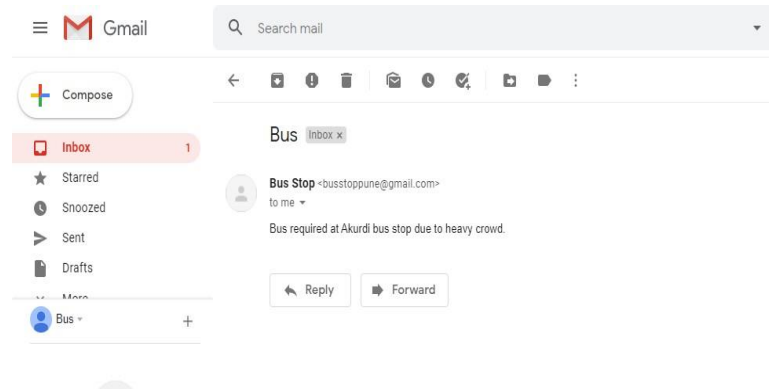 Gmail
Search mail
Compose
Inbox 1
Starred
Snoozed
Sent
Drafts
More
Bus
Bus Inbox x
Bus Stop <busstoppune@gmail.com>
to me
Bus required at Akurdi bus stop due to heavy crowd.
Reply Forward